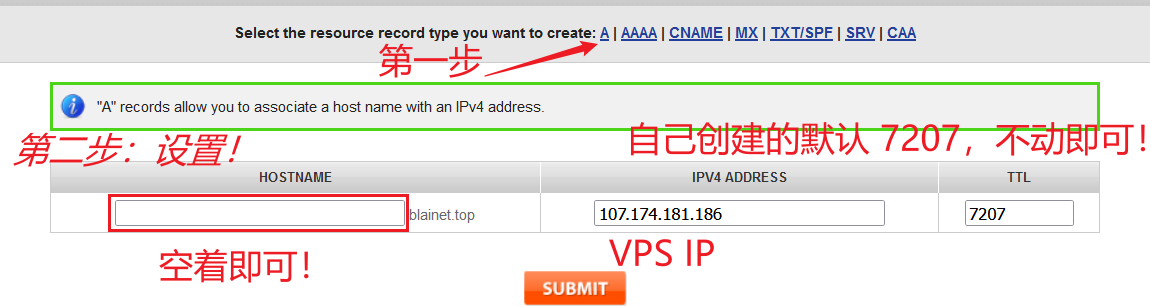 Select the resource record type you want to create: A | AAAA | CNAME | MX | TXT/SPF | SRV | CAA
第一步
"A" records allow you to associate a host name with an IPv4 address.
第二步：设置！
自己创建的默认 7207，不动即可！
HOSTNAME IPV4 ADDRESS TTL
.blainet.top 107.174.181.186 7207
空着即可！
VPS IP
SUBMIT